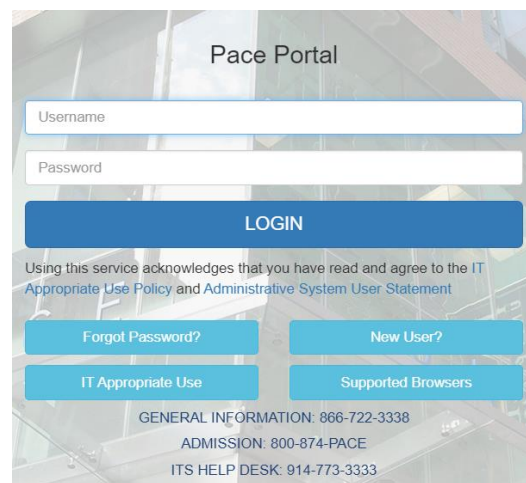 Pace Portal
Username
Password
LOGIN
Using this service acknowledges that you have read and agree to the IT
Appropriate Use Policy and Administrative System User Statement
Forgot Password?
New User?
IT Appropriate Use
Supported Browsers
GENERAL INFORMATION: 866-722-3338
ADMISSION: 800-874-PACE
ITS HELP DESK: 914-773-3333